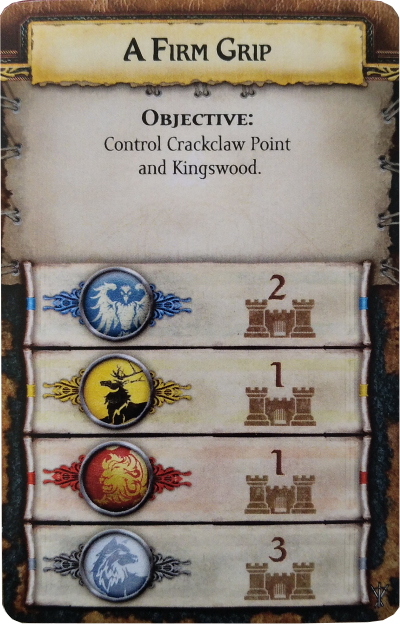 A Firm Grip
Objective:
Control Crackclaw Point
and Kingswood.
2
1
1
3